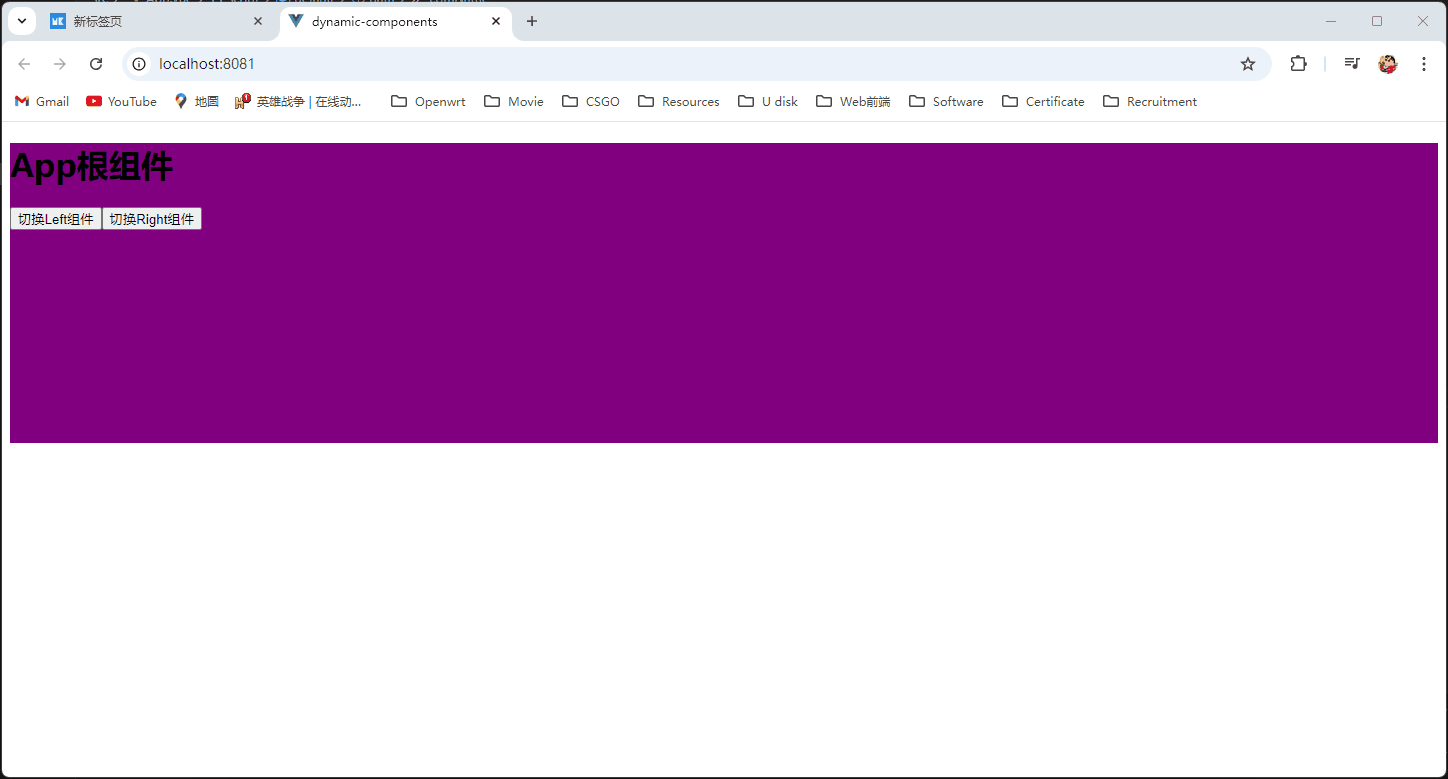 新标签页 dynamic-components
localhost:8081
Gmail YouTube 地圖 英雄战争 | 在线动... Openwrt Movie CSGO Resources U disk Web前端 Software Certificate Recruitment
App根组件
切换Left组件 切换Right组件